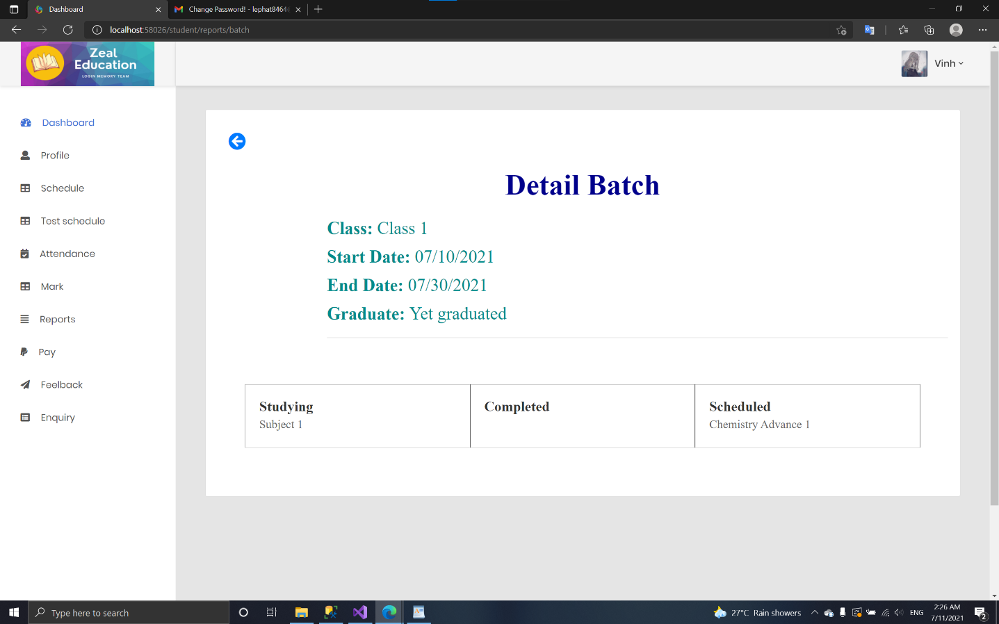 Dashboard
Change Password! - lephat8464
localhost:58026/student/reports/batch
Zeal
Education
LOGIN MEMORY TEAM
Vinh
Dashboard
Profile
Schedule
Test schedule
Attendance
Mark
Reports
Pay
Feelback
Enquiry
Detail Batch
Class: Class 1
Start Date: 07/10/2021
End Date: 07/30/2021
Graduate: Yet graduated
Studying
Subject 1
Completed
Scheduled
Chemistry Advance 1
Type here to search
27°C Rain showers
ENG
2:26 AM
7/11/2021
2